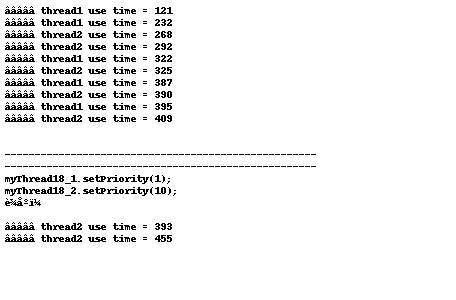 âââââ thread1 use time = 121
âââââ thread1 use time = 232
âââââ thread2 use time = 268
âââââ thread2 use time = 292
âââââ thread1 use time = 322
âââââ thread2 use time = 325
âââââ thread1 use time = 387
âââââ thread2 use time = 390
âââââ thread1 use time = 395
âââââ thread2 use time = 409
----------------------------------------------------
----------------------------------------------------
myThread18_1.setPriority(1);
myThread18_2.setPriority(10);
è¾åºï¼
âââââ thread2 use time = 393
âââââ thread2 use time = 455